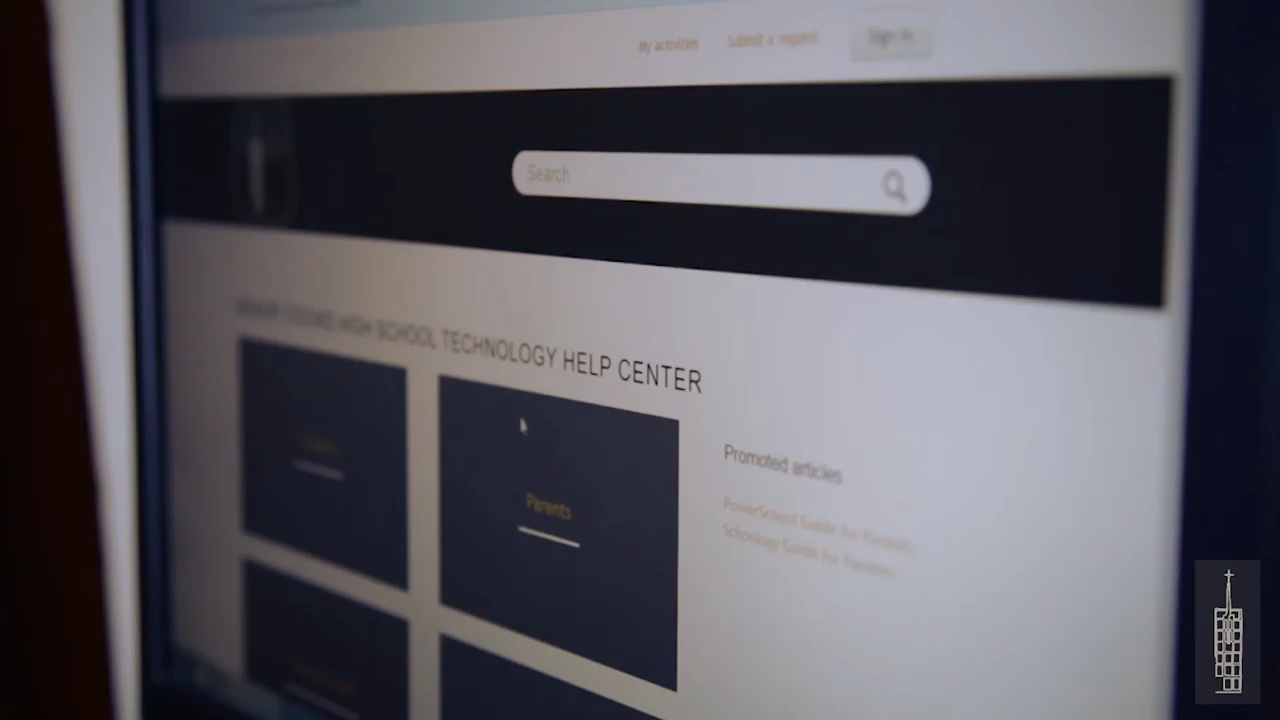 My activities
Submit a request
Sign in
Search
HIGH SCHOOL TECHNOLOGY HELP CENTER
Parents
Promoted articles
PowerSchool Guide for Parents
Schoology Guide for Parents